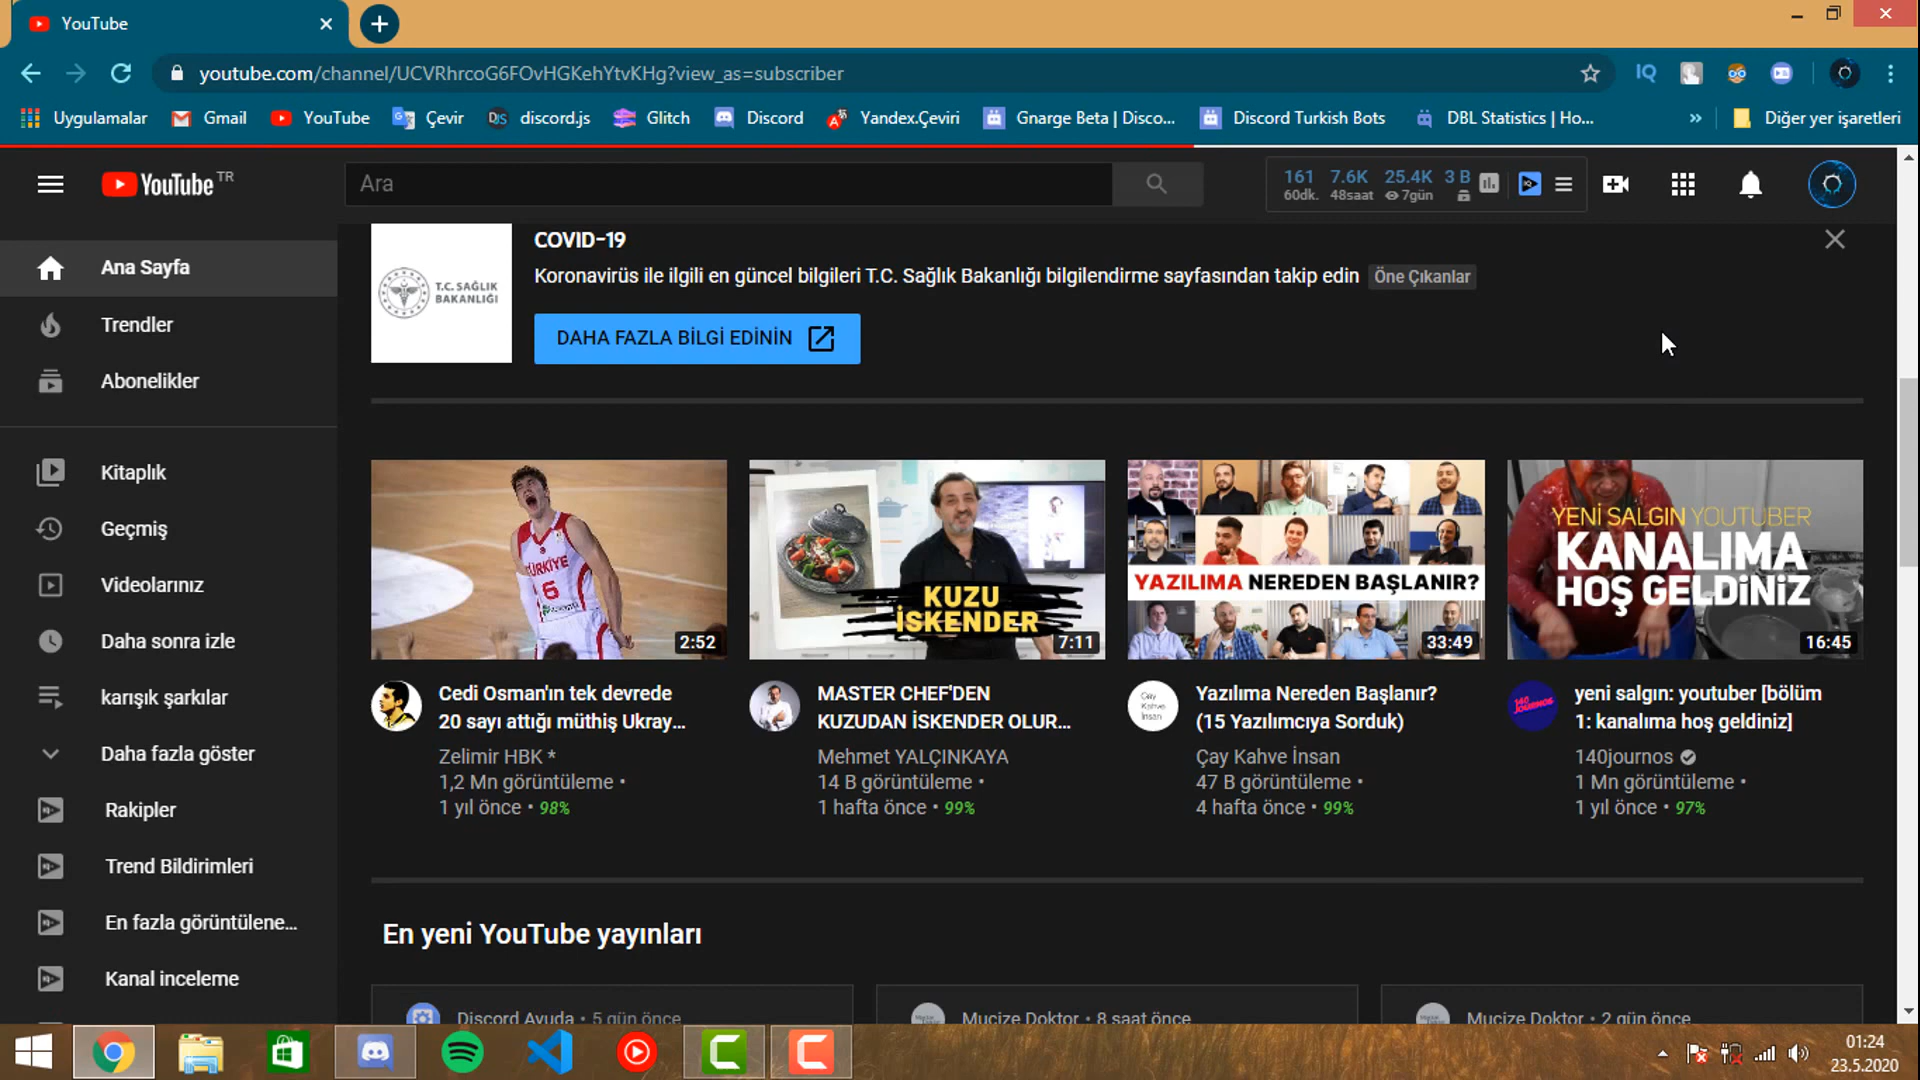 YouTube
youtube.com/channel/UCVRhrcoG6FOvHGKehYtvKHg?view_as=subscriber
IQ
Uygulamalar
Gmail
YouTube
Çevir
discord.js
Glitch
Discord
Yandex.Çeviri
Gnarge Beta | Disco...
Discord Turkish Bots
DBL Statistics | Ho...
»
Diğer yer işaretleri
YouTube TR
Ara
161 7.6K 25.4K 3 B
60dk. 48saat 7gün
Ana Sayfa
Trendler
Abonelikler
Kitaplık
Geçmiş
Videolarınız
Daha sonra izle
karışık şarkılar
Daha fazla göster
Rakipler
Trend Bildirimleri
En fazla görüntülene...
Kanal inceleme
T.C. SAĞLIK
BAKANLIĞI
COVID-19
Koronavirüs ile ilgili en güncel bilgileri T.C. Sağlık Bakanlığı bilgilendirme sayfasından takip edin Öne Çıkanlar
DAHA FAZLA BİLGİ EDİNİN
TÜRKİYE
6
2:52
Cedi Osman'ın tek devrede
20 sayı attığı müthiş Ukray...
Zelimir HBK *
1,2 Mn görüntüleme •
1 yıl önce • 98%
KUZU
İSKENDER
7:11
MASTER CHEF'DEN
KUZUDAN İSKENDER OLUR...
Mehmet YALÇINKAYA
14 B görüntüleme •
1 hafta önce • 99%
YAZILIMA NEREDEN BAŞLANIR?
33:49
Çay
Kahve
İnsan
Yazılıma Nereden Başlanır?
(15 Yazılımcıya Sorduk)
Çay Kahve İnsan
47 B görüntüleme •
4 hafta önce • 99%
YENİ SALGIN YOUTUBER
KANALIMA
HOŞ GELDİNİZ
16:45
140
JOURNOS
yeni salgın: youtuber [bölüm
1: kanalıma hoş geldiniz]
140journos
1 Mn görüntüleme •
1 yıl önce • 97%
En yeni YouTube yayınları
Discord Ayuda • 5 gün önce
Mucize Doktor • 8 saat önce
Mucize Doktor • 2 gün önce
01:24
23.5.2020